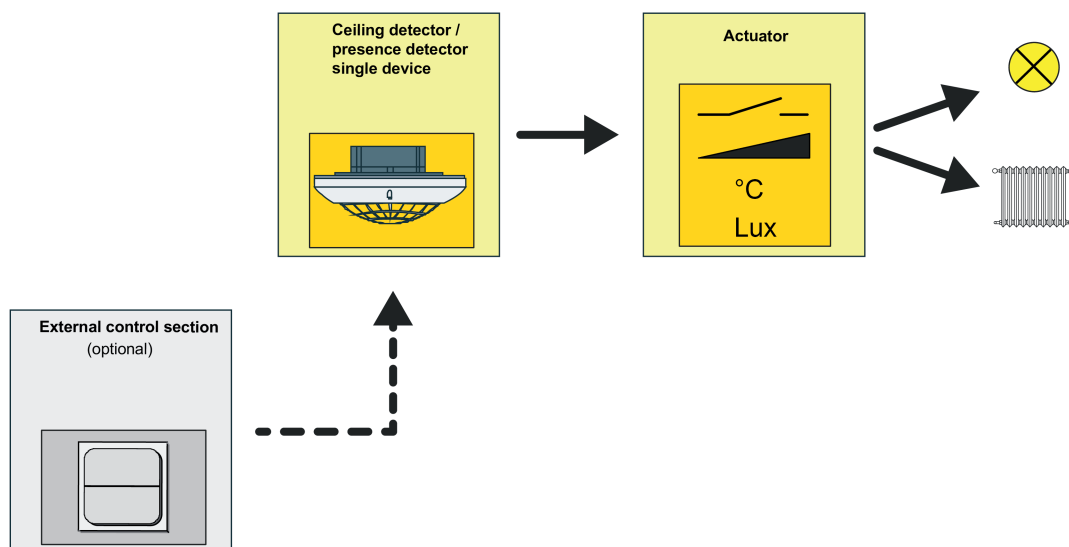 Ceiling detector /
presence detector
single device
Actuator
°C
Lux
External control section
(optional)